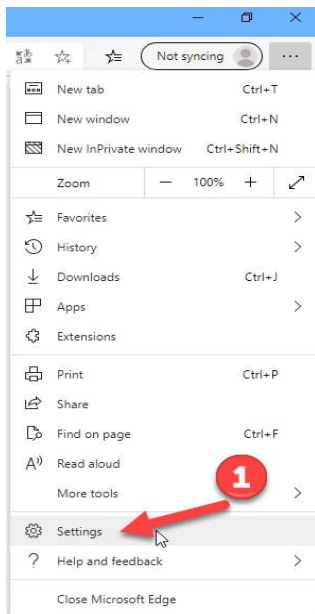 Not syncing
New tab Ctrl+T
New window Ctrl+N
New InPrivate window Ctrl+Shift+N
Zoom — 100% +
Favorites
History
Downloads Ctrl+J
Apps
Extensions
Print Ctrl+P
Share
Find on page Ctrl+F
Read aloud
1
More tools
Settings
Help and feedback
Close Microsoft Edge